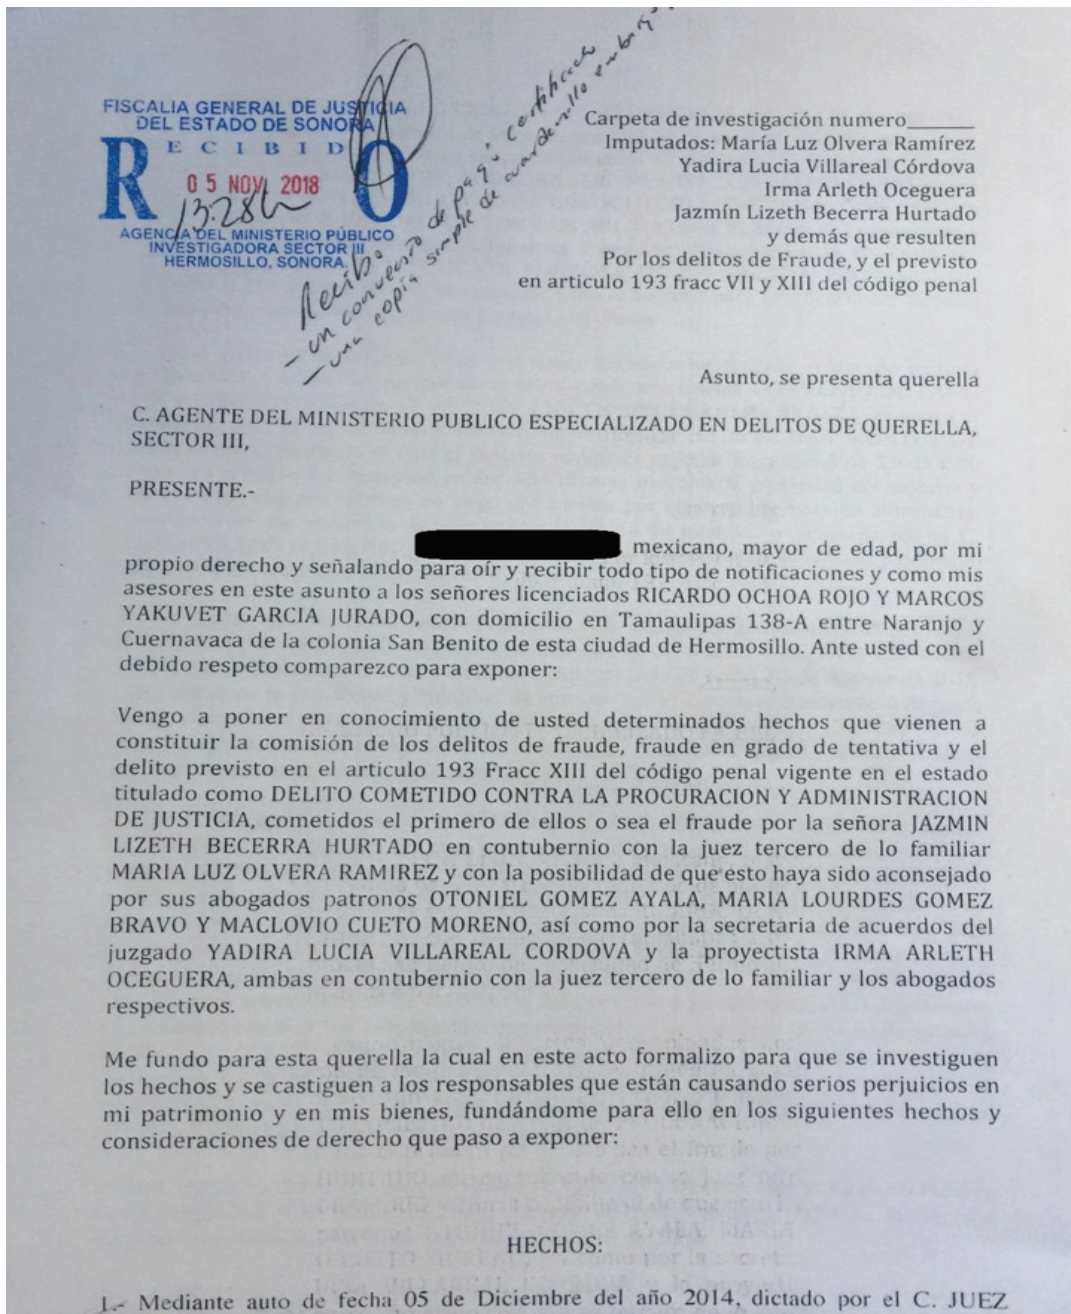 FISCALIA GENERAL DE JUSTICIA
DEL ESTADO DE SONORA
R E C I B I D O
05 NOV. 2018
13:28h
AGENCIA DEL MINISTERIO PÚBLICO
INVESTIGADORA SECTOR III
HERMOSILLO, SONORA.
Recibo
- un convenio de pago certificado
- una copia simple de cuadernillo
Carpeta de investigación numero______
Imputados: María Luz Olvera Ramírez
Yadira Lucia Villareal Córdova
Irma Arleth Oceguera
Jazmín Lizeth Becerra Hurtado
y demás que resulten
Por los delitos de Fraude, y el previsto
en articulo 193 fracc VII y XIII del código penal
Asunto, se presenta querella
C. AGENTE DEL MINISTERIO PUBLICO ESPECIALIZADO EN DELITOS DE QUERELLA,
SECTOR III,
PRESENTE.-
mexicano, mayor de edad, por mi
propio derecho y señalando para oír y recibir todo tipo de notificaciones y como mis
asesores en este asunto a los señores licenciados RICARDO OCHOA ROJO Y MARCOS
YAKUVET GARCIA JURADO, con domicilio en Tamaulipas 138-A entre Naranjo y
Cuernavaca de la colonia San Benito de esta ciudad de Hermosillo. Ante usted con el
debido respeto comparezco para exponer:
Vengo a poner en conocimiento de usted determinados hechos que vienen a
constituir la comisión de los delitos de fraude, fraude en grado de tentativa y el
delito previsto en el articulo 193 Fracc XIII del código penal vigente en el estado
titulado como DELITO COMETIDO CONTRA LA PROCURACION Y ADMINISTRACION
DE JUSTICIA, cometidos el primero de ellos o sea el fraude por la señora JAZMIN
LIZETH BECERRA HURTADO en contubernio con la juez tercero de lo familiar
MARIA LUZ OLVERA RAMIREZ y con la posibilidad de que esto haya sido aconsejado
por sus abogados patronos OTONIEL GOMEZ AYALA, MARIA LOURDES GOMEZ
BRAVO Y MACLOVIO CUETO MORENO, así como por la secretaria de acuerdos del
juzgado YADIRA LUCIA VILLAREAL CORDOVA y la proyectista IRMA ARLETH
OCEGUERA, ambas en contubernio con la juez tercero de lo familiar y los abogados
respectivos.
Me fundo para esta querella la cual en este acto formalizo para que se investiguen
los hechos y se castiguen a los responsables que están causando serios perjuicios en
mi patrimonio y en mis bienes, fundándome para ello en los siguientes hechos y
consideraciones de derecho que paso a exponer:
HECHOS:
I.- Mediante auto de fecha 05 de Diciembre del año 2014, dictado por el C. JUEZ